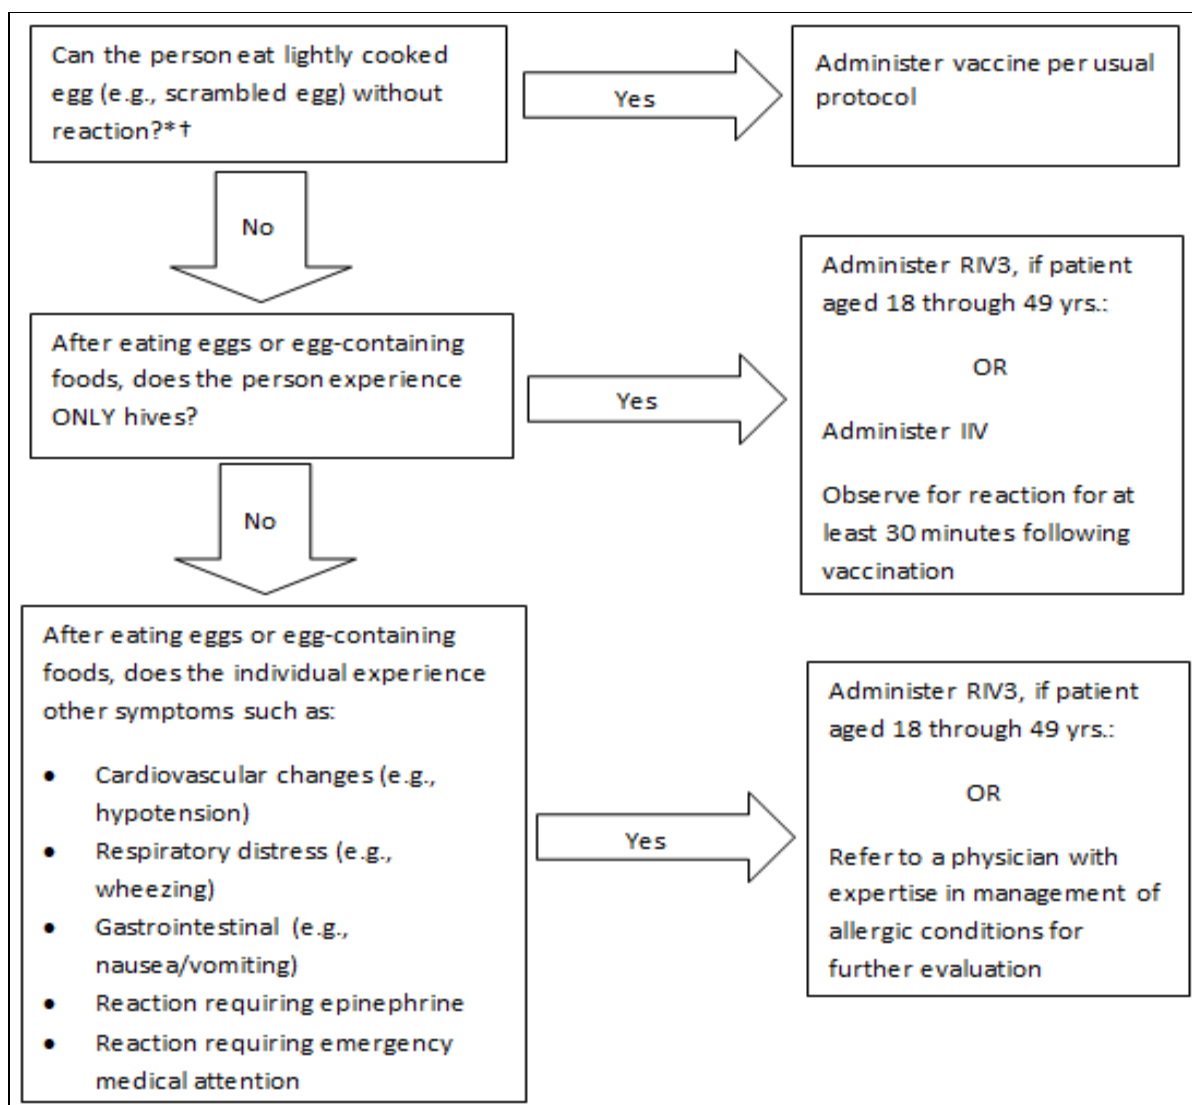 Can the person eat lightly cooked
egg (e.g., scrambled egg) without
reaction?*†
Yes
Administer vaccine per usual
protocol
No
After eating eggs or egg-containing
foods, does the person experience
ONLY hives?
Yes
Administer RIV3, if patient
aged 18 through 49 yrs.:
OR
Administer IIV
Observe for reaction for at
least 30 minutes following
vaccination
No
After eating eggs or egg-containing
foods, does the individual experience
other symptoms such as:
• Cardiovascular changes (e.g.,
hypotension)
• Respiratory distress (e.g.,
wheezing)
• Gastrointestinal (e.g.,
nausea/vomiting)
• Reaction requiring epinephrine
• Reaction requiring emergency
medical attention
Yes
Administer RIV3, if patient
aged 18 through 49 yrs.:
OR
Refer to a physician with
expertise in management of
allergic conditions for
further evaluation